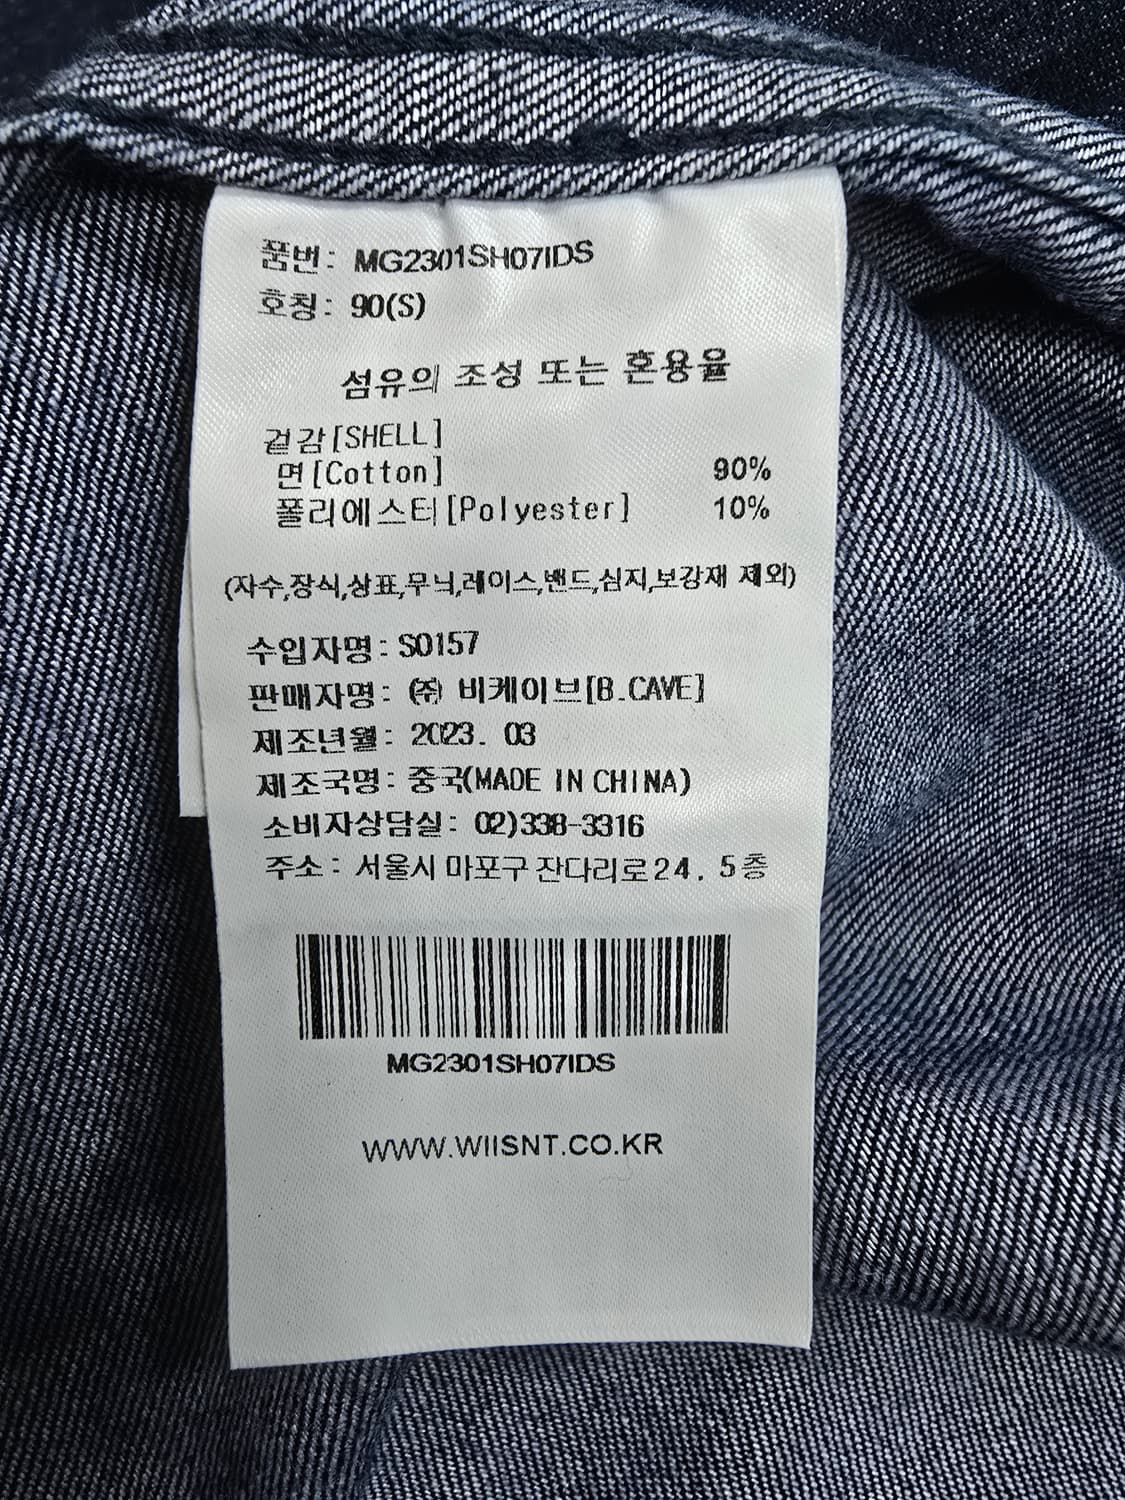 품번: MG2301SH07IDS
호칭: 90(S)
섬유의 조성 또는 혼용율
겉감[SHELL]
면[Cotton] 90%
폴리에스터[Polyester] 10%
(자수,장식,상표,무늬,레이스,밴드,심지,보강재 제외)
수입자명: S0157
판매자명: ㈜ 비케이브[B.CAVE]
제조년월: 2023. 03
제조국명: 중국(MADE IN CHINA)
소비자상담실: 02)338-3316
주소: 서울시 마포구 잔다리로24. 5층
MG2301SH07IDS
WWW.WIISNT.CO.KR